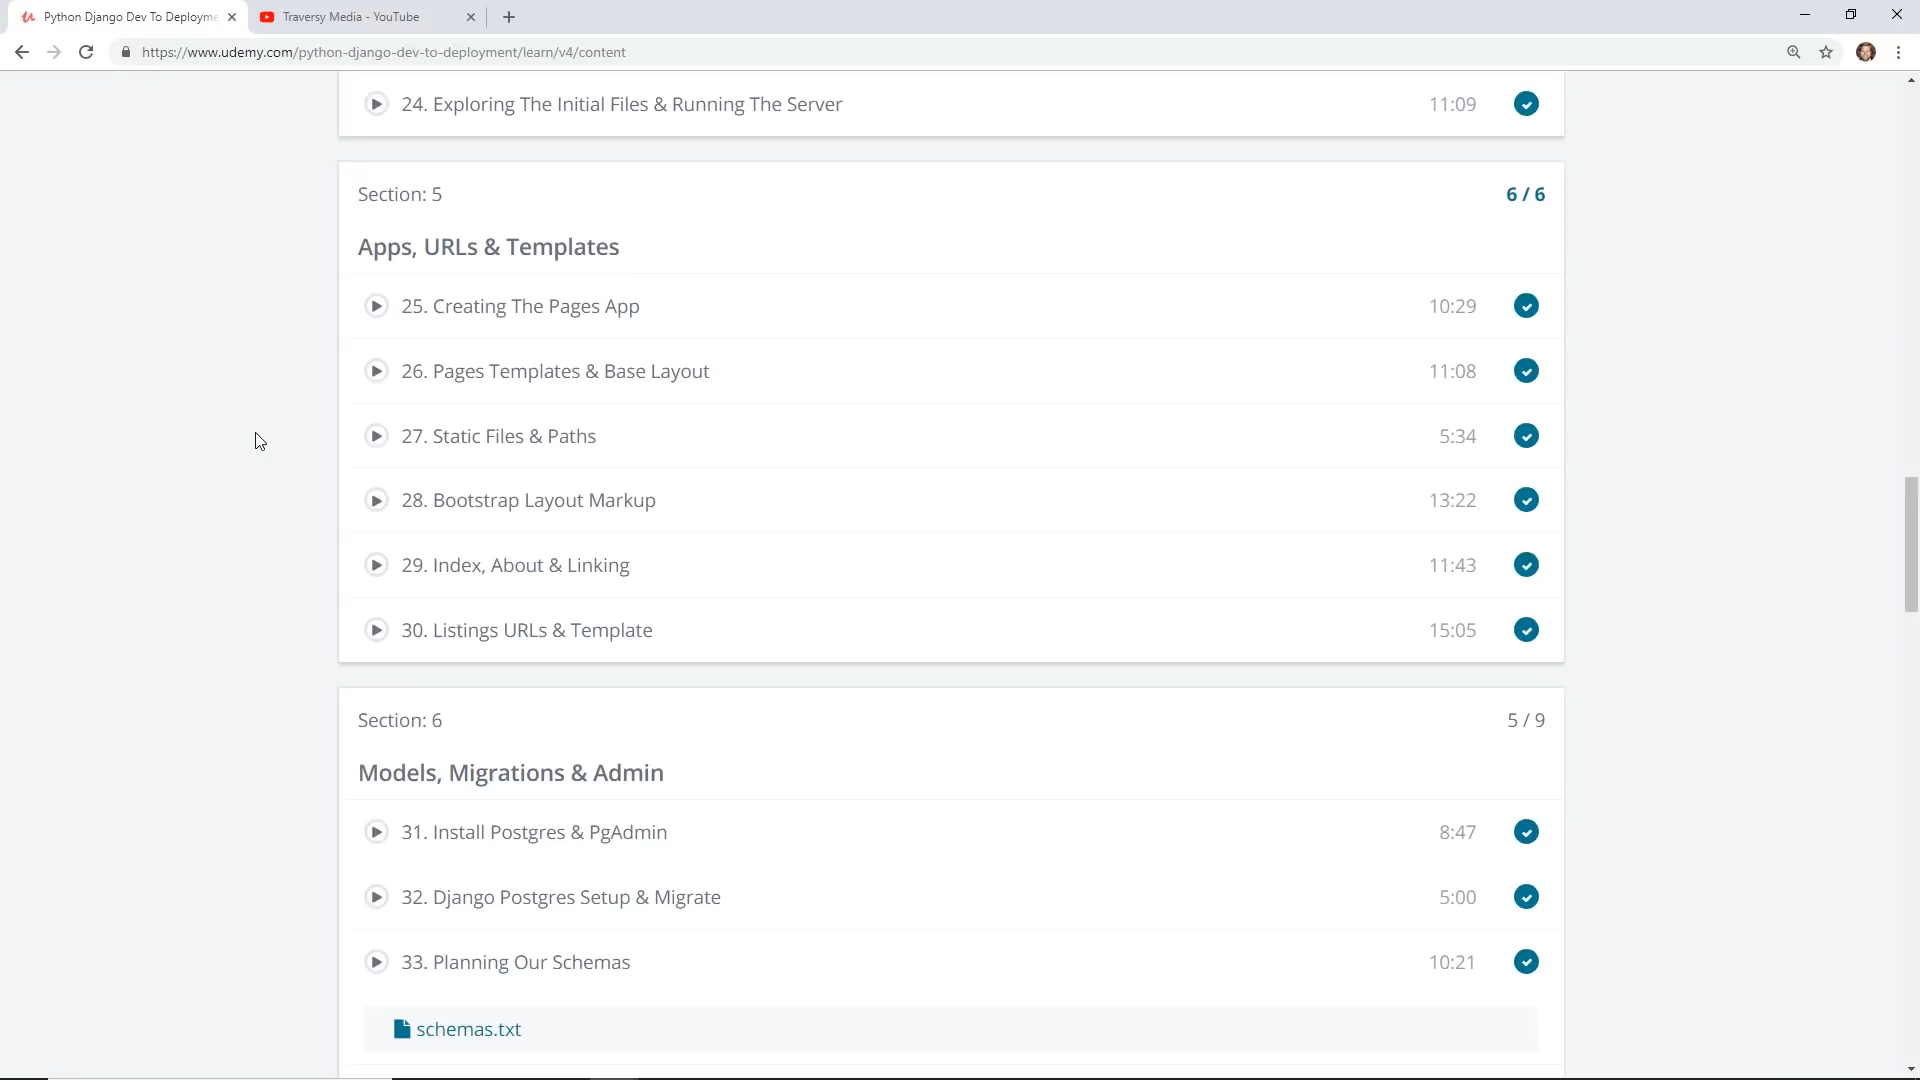 Python Django Dev To Deployme
Traversy Media - YouTube
https://www.udemy.com/python-django-dev-to-deployment/learn/v4/content
24. Exploring The Initial Files & Running The Server 11:09
Section: 5 6 / 6
Apps, URLs & Templates
25. Creating The Pages App 10:29
26. Pages Templates & Base Layout 11:08
27. Static Files & Paths 5:34
28. Bootstrap Layout Markup 13:22
29. Index, About & Linking 11:43
30. Listings URLs & Template 15:05
Section: 6 5 / 9
Models, Migrations & Admin
31. Install Postgres & PgAdmin 8:47
32. Django Postgres Setup & Migrate 5:00
33. Planning Our Schemas 10:21
schemas.txt